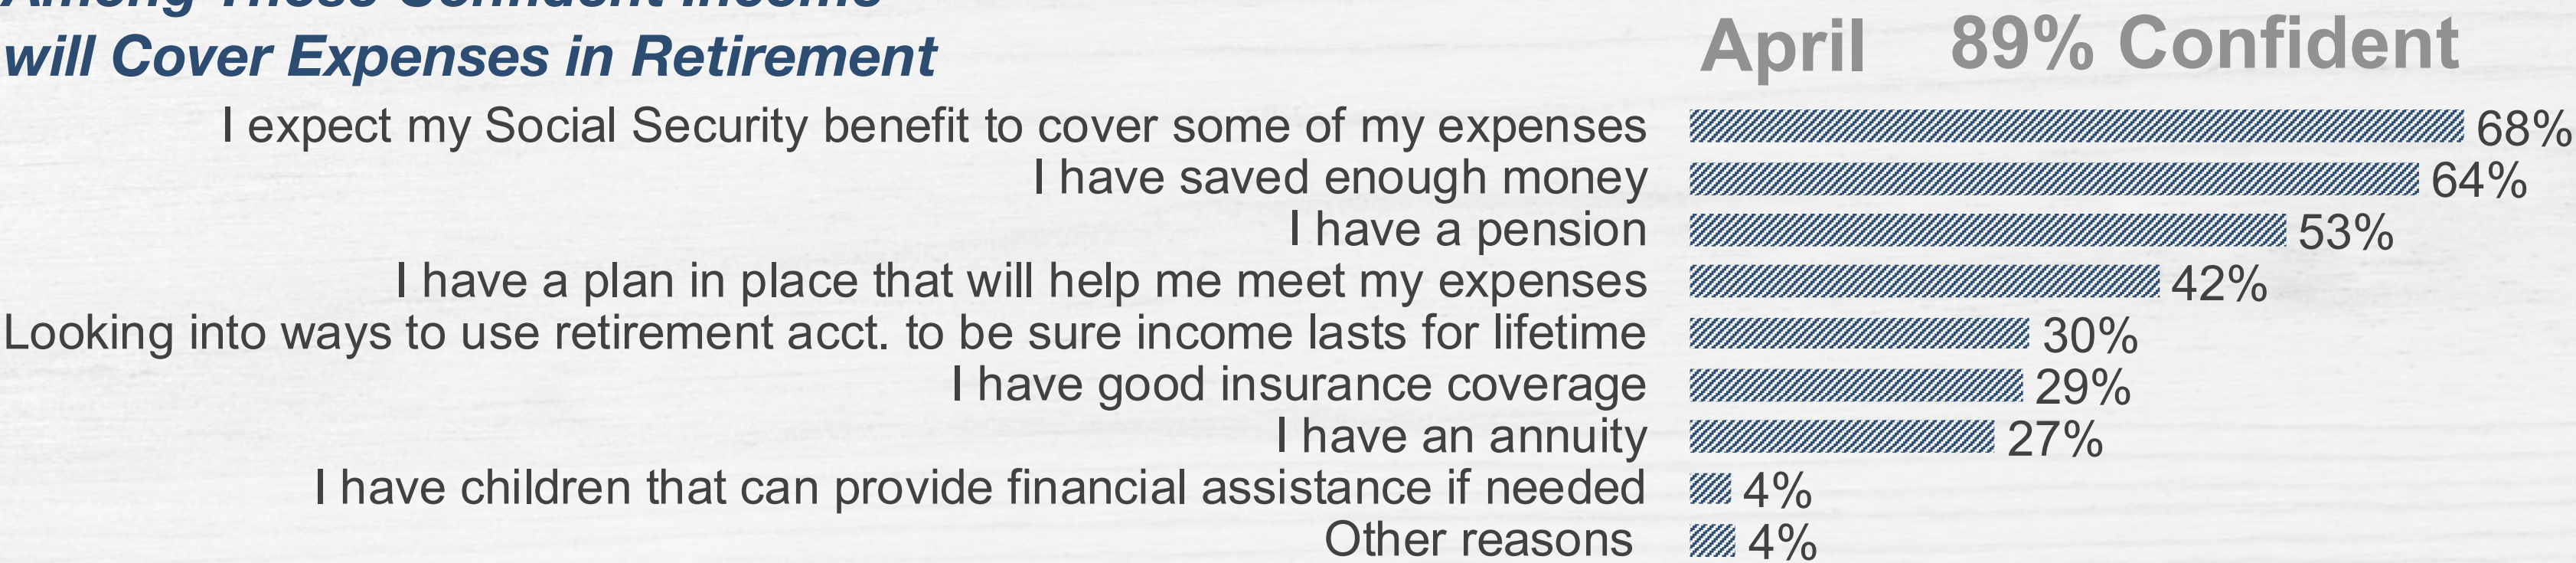 Among Those Confident Income
will Cover Expenses in Retirement
April 89% Confident
I expect my Social Security benefit to cover some of my expenses 68%
I have saved enough money 64%
I have a pension 53%
I have a plan in place that will help me meet my expenses 42%
Looking into ways to use retirement acct. to be sure income lasts for lifetime 30%
I have good insurance coverage 29%
I have an annuity 27%
I have children that can provide financial assistance if needed 4%
Other reasons 4%